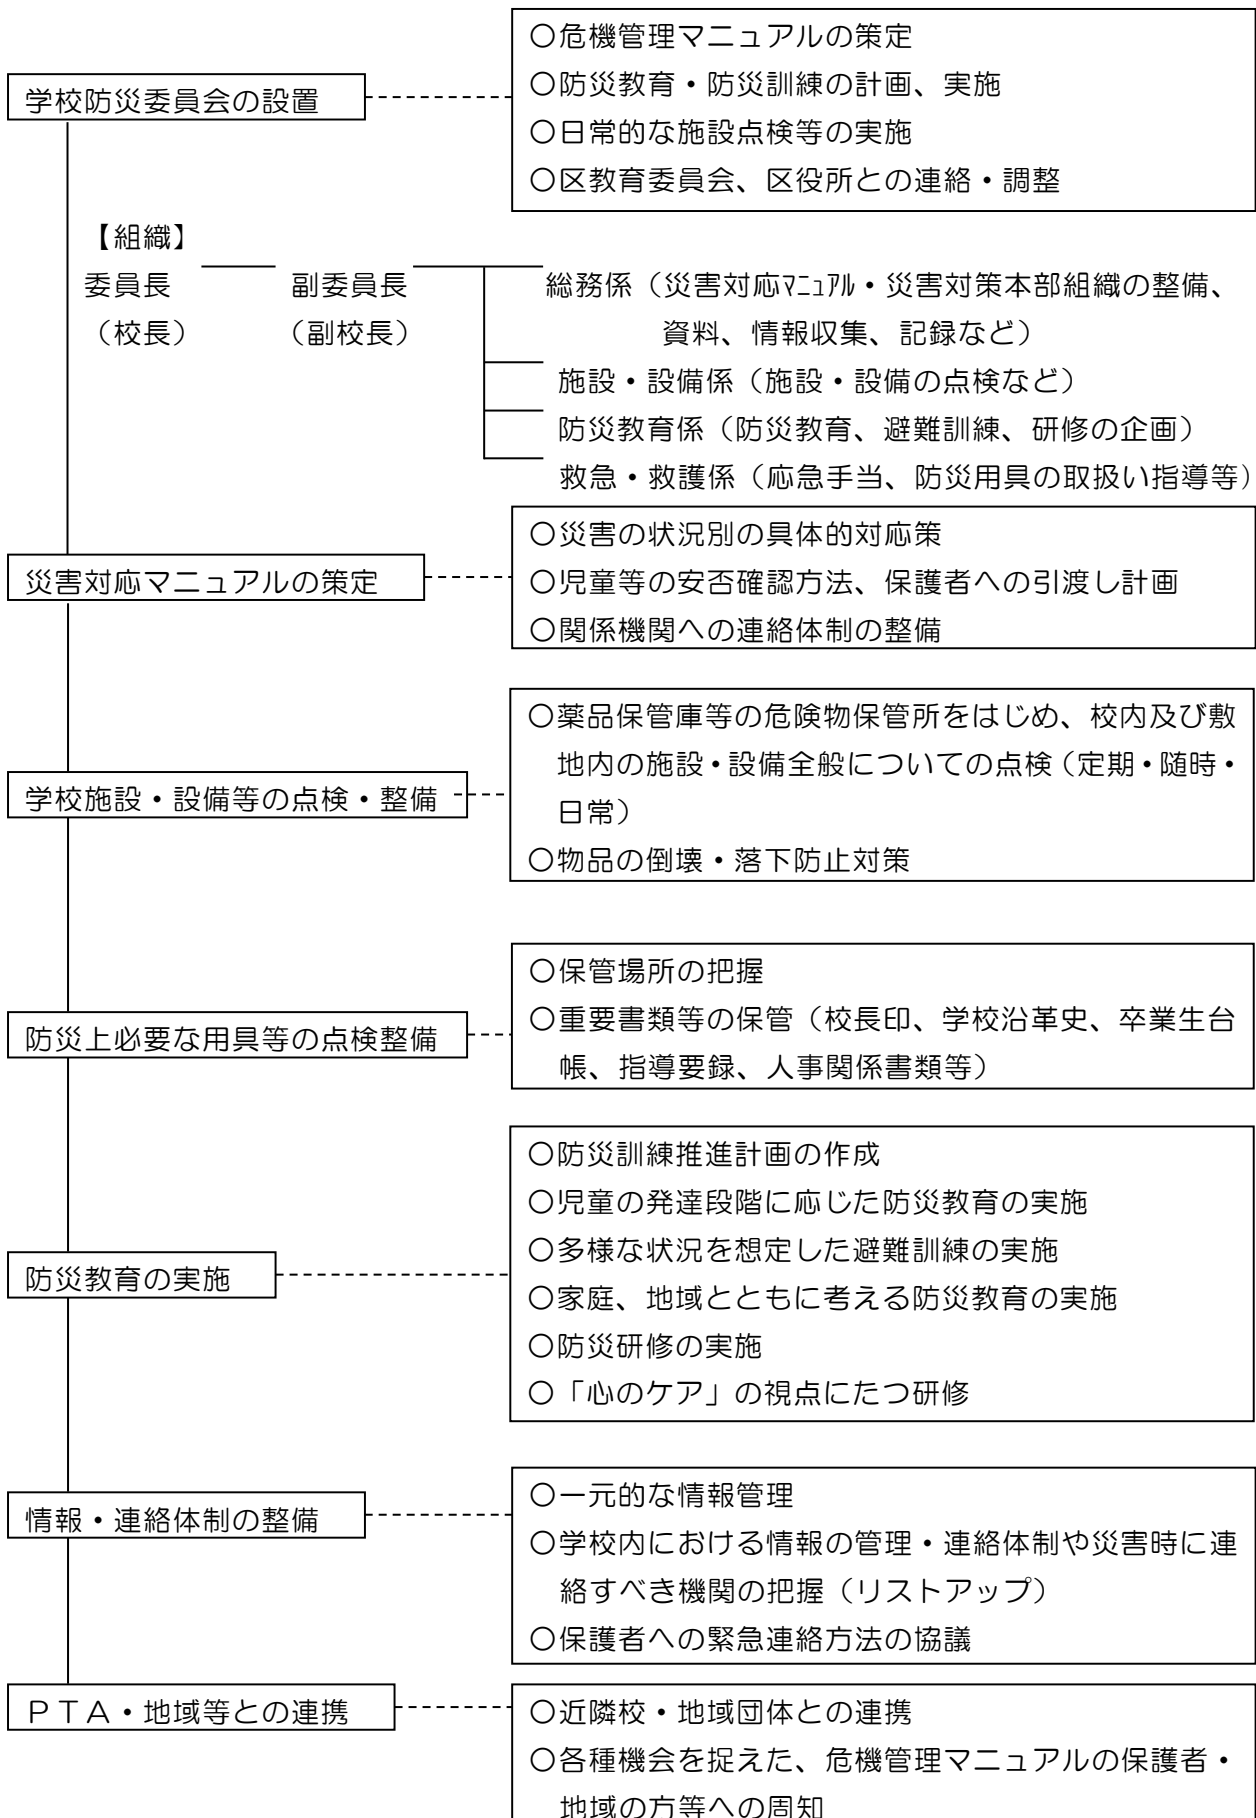 学校防災委員会の設置
〇危機管理マニュアルの策定
〇防災教育・防災訓練の計画、実施
〇日常的な施設点検等の実施
〇区教育委員会、区役所との連絡・調整
【組織】
委員長
（校長）
副委員長
（副校長）
総務係（災害対応ﾏﾆｭｱﾙ・災害対策本部組織の整備、
資料、情報収集、記録など）
施設・設備係（施設・設備の点検など）
防災教育係（防災教育、避難訓練、研修の企画）
救急・救護係（応急手当、防災用具の取扱い指導等）
災害対応マニュアルの策定
〇災害の状況別の具体的対応策
〇児童等の安否確認方法、保護者への引渡し計画
〇関係機関への連絡体制の整備
学校施設・設備等の点検・整備
〇薬品保管庫等の危険物保管所をはじめ、校内及び敷
地内の施設・設備全般についての点検（定期・随時・
日常）
〇物品の倒壊・落下防止対策
防災上必要な用具等の点検整備
〇保管場所の把握
〇重要書類等の保管（校長印、学校沿革史、卒業生台
帳、指導要録、人事関係書類等）
防災教育の実施
〇防災訓練推進計画の作成
〇児童の発達段階に応じた防災教育の実施
〇多様な状況を想定した避難訓練の実施
〇家庭、地域とともに考える防災教育の実施
〇防災研修の実施
〇「心のケア」の視点にたつ研修
情報・連絡体制の整備
〇一元的な情報管理
〇学校内における情報の管理・連絡体制や災害時に連
絡すべき機関の把握（リストアップ）
〇保護者への緊急連絡方法の協議
ＰＴＡ・地域等との連携
〇近隣校・地域団体との連携
〇各種機会を捉えた、危機管理マニュアルの保護者・
地域の方等への周知